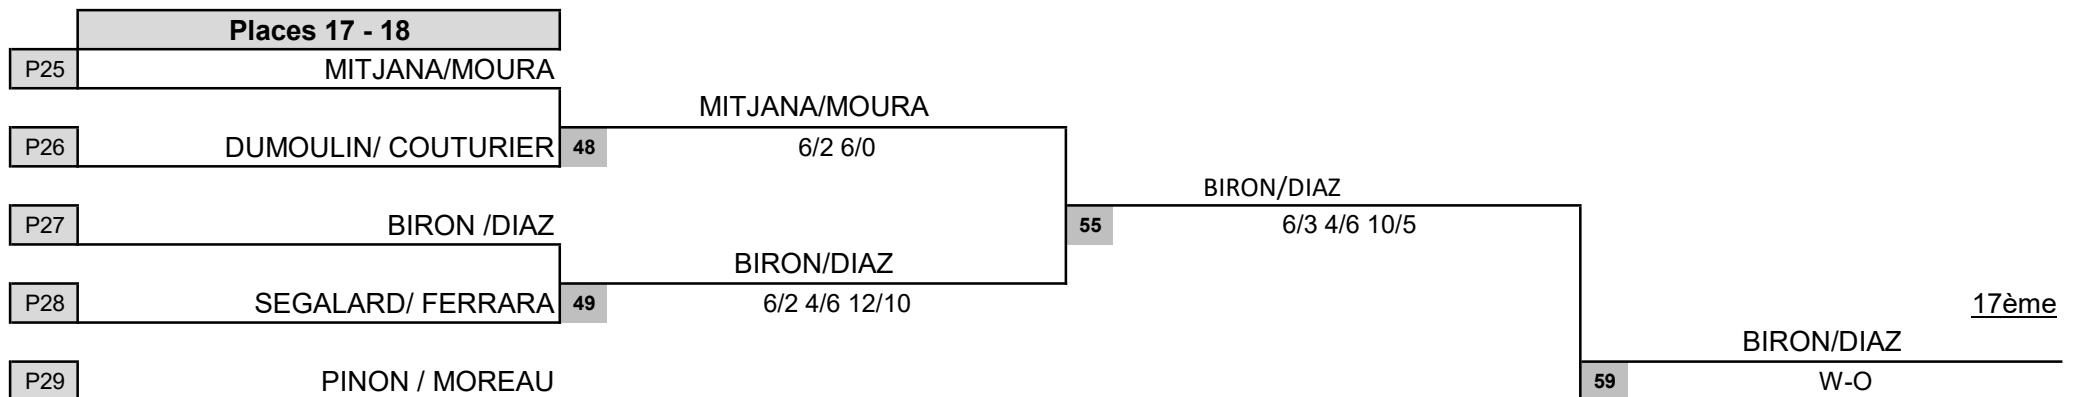 Places 17 - 18
P25 MITJANA/MOURA
MITJANA/MOURA
P26 DUMOULIN/ COUTURIER 48 6/2 6/0
BIRON/DIAZ
P27 BIRON /DIAZ 55 6/3 4/6 10/5
BIRON/DIAZ
P28 SEGALARD/ FERRARA 49 6/2 4/6 12/10 17ème
BIRON/DIAZ
P29 PINON / MOREAU 59 W-O